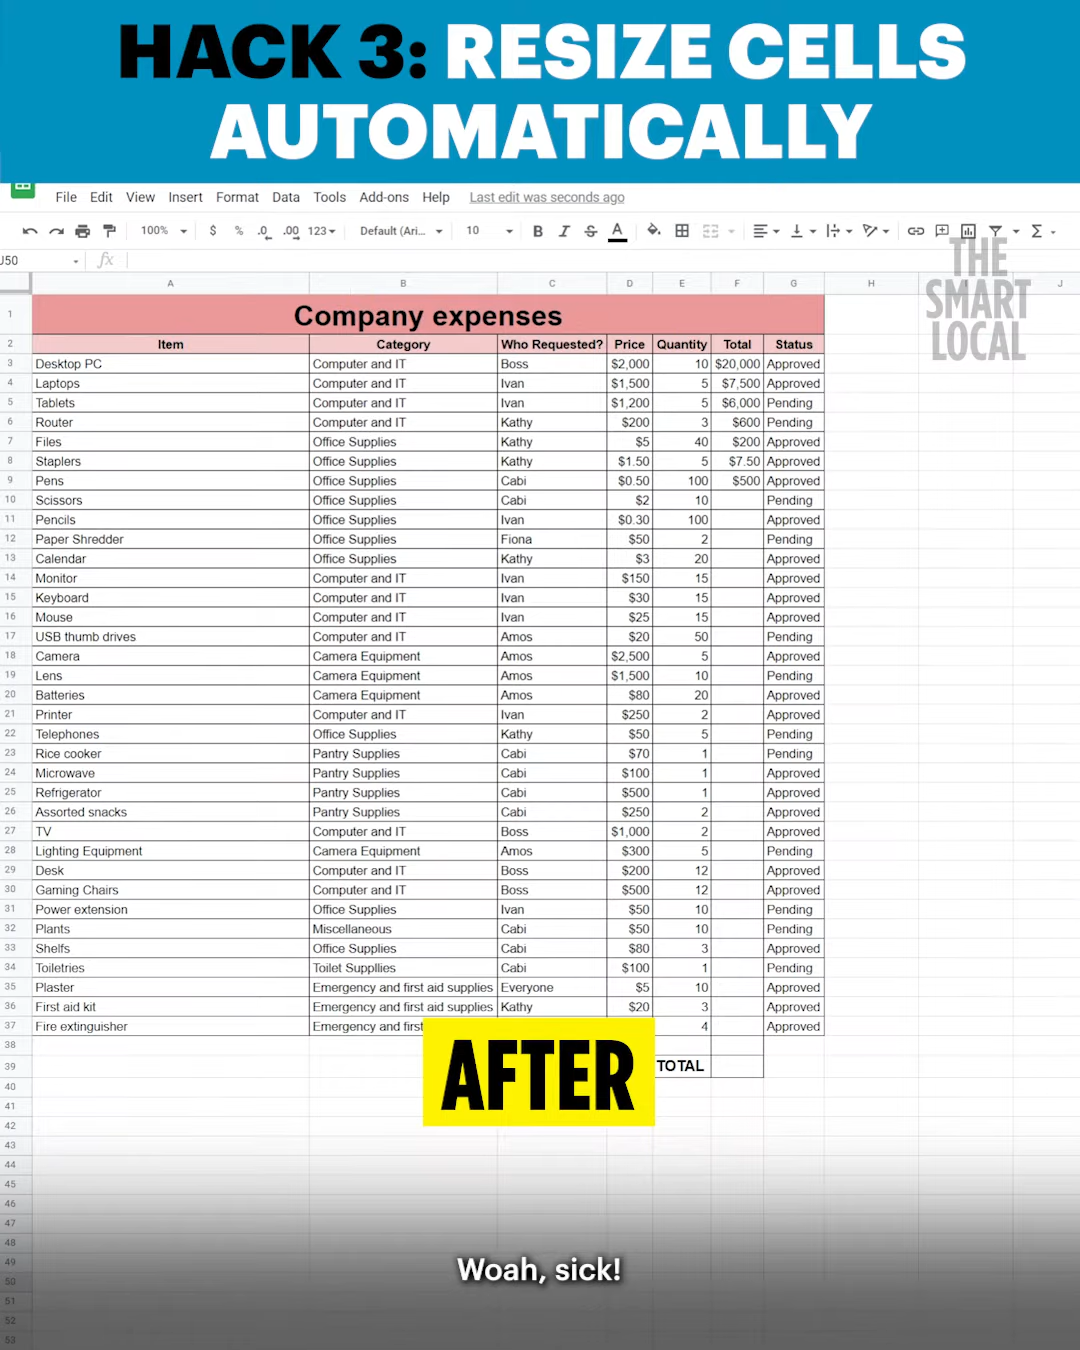 HACK 3: RESIZE CELLS
AUTOMATICALLY
File Edit View Insert Format Data Tools Add-ons Help Last edit was seconds ago
100% $ % .0 .00 123 Default (Ari... 10 B I S A Σ
J50 fx
THE
SMART
LOCAL
A B C D E F G H J
1 Company expenses
2 Item Category Who Requested? Price Quantity Total Status
3 Desktop PC Computer and IT Boss $2,000 10 $20,000 Approved
4 Laptops Computer and IT Ivan $1,500 5 $7,500 Approved
5 Tablets Computer and IT Ivan $1,200 5 $6,000 Pending
6 Router Computer and IT Kathy $200 3 $600 Pending
7 Files Office Supplies Kathy $5 40 $200 Approved
8 Staplers Office Supplies Kathy $1.50 5 $7.50 Approved
9 Pens Office Supplies Cabi $0.50 100 $500 Approved
10 Scissors Office Supplies Cabi $2 10 Pending
11 Pencils Office Supplies Ivan $0.30 100 Approved
12 Paper Shredder Office Supplies Fiona $50 2 Pending
13 Calendar Office Supplies Kathy $3 20 Approved
14 Monitor Computer and IT Ivan $150 15 Approved
15 Keyboard Computer and IT Ivan $30 15 Approved
16 Mouse Computer and IT Ivan $25 15 Approved
17 USB thumb drives Computer and IT Amos $20 50 Pending
18 Camera Camera Equipment Amos $2,500 5 Approved
19 Lens Camera Equipment Amos $1,500 10 Pending
20 Batteries Camera Equipment Amos $80 20 Approved
21 Printer Computer and IT Ivan $250 2 Approved
22 Telephones Office Supplies Kathy $50 5 Pending
23 Rice cooker Pantry Supplies Cabi $70 1 Pending
24 Microwave Pantry Supplies Cabi $100 1 Approved
25 Refrigerator Pantry Supplies Cabi $500 1 Approved
26 Assorted snacks Pantry Supplies Cabi $250 2 Approved
27 TV Computer and IT Boss $1,000 2 Approved
28 Lighting Equipment Camera Equipment Amos $300 5 Pending
29 Desk Computer and IT Boss $200 12 Approved
30 Gaming Chairs Computer and IT Boss $500 12 Approved
31 Power extension Office Supplies Ivan $50 10 Pending
32 Plants Miscellaneous Cabi $50 10 Pending
33 Shelfs Office Supplies Cabi $80 3 Approved
34 Toiletries Toilet Suppllies Cabi $100 1 Pending
35 Plaster Emergency and first aid supplies Everyone $5 10 Approved
36 First aid kit Emergency and first aid supplies Kathy $20 3 Approved
37 Fire extinguisher Emergency and first 4 Approved
38
39 TOTAL
AFTER
40
41
42
43
44
45
46
47
48
49
Woah, sick!
50
51
52
53